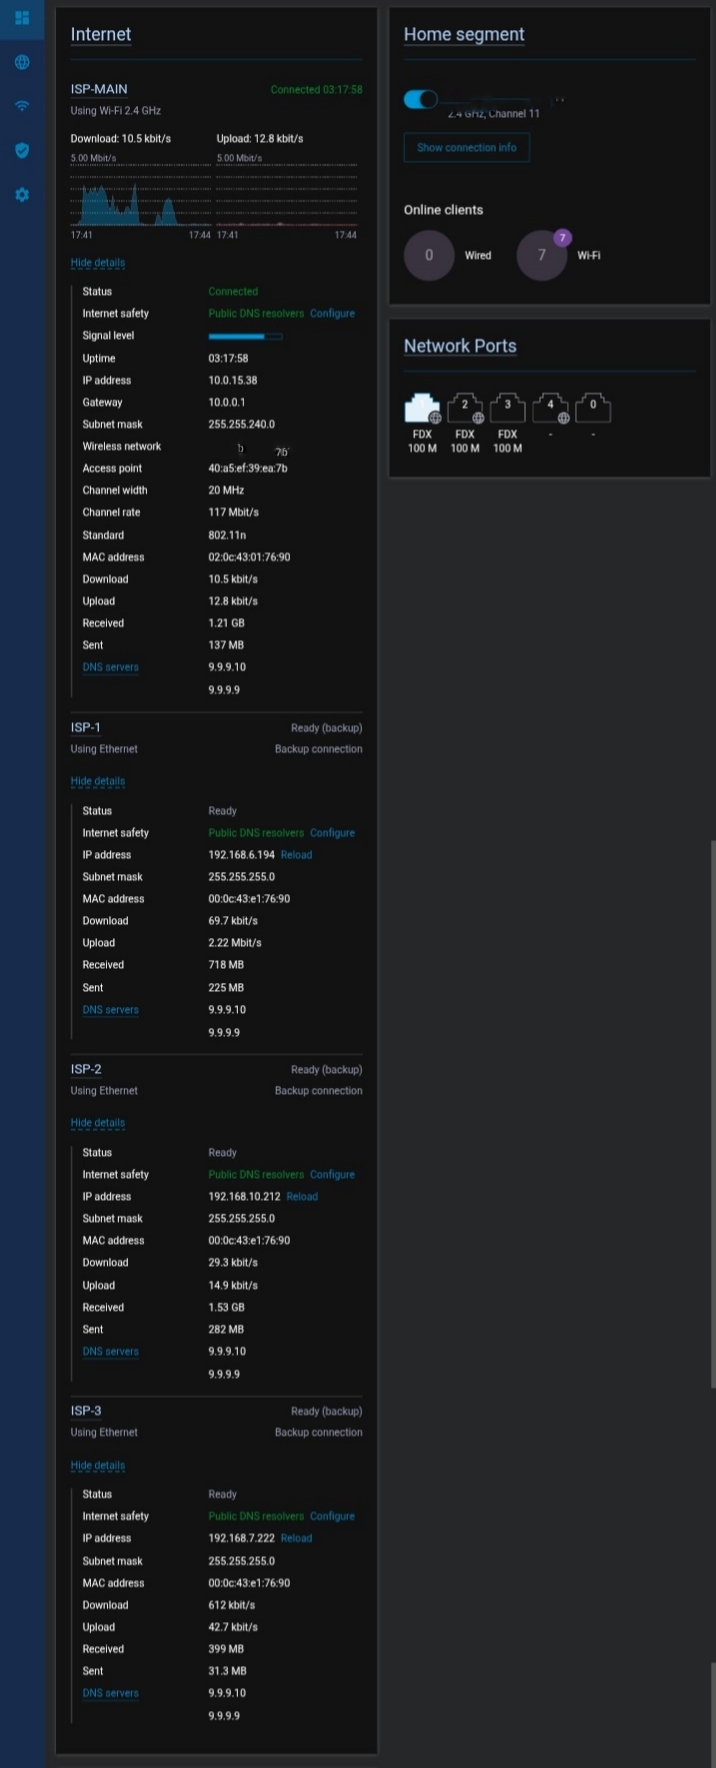 Internet
ISP-MAIN Connected 03:17:58
Using Wi-Fi 2.4 GHz
Download: 10.5 kbit/s Upload: 12.8 kbit/s
5.00 Mbit/s 5.00 Mbit/s
17:41 17:44 17:41 17:44
Hide details
Status Connected
Internet safety Public DNS resolvers Configure
Signal level
Uptime 03:17:58
IP address 10.0.15.38
Gateway 10.0.0.1
Subnet mask 255.255.240.0
Wireless network
Access point 40:a5:ef:39:ea:7b
Channel width 20 MHz
Channel rate 117 Mbit/s
Standard 802.11n
MAC address 02:0c:43:01:76:90
Download 10.5 kbit/s
Upload 12.8 kbit/s
Received 1.21 GB
Sent 137 MB
DNS servers 9.9.9.10
9.9.9.9
ISP-1 Ready (backup)
Using Ethernet Backup connection
Hide details
Status Ready
Internet safety Public DNS resolvers Configure
IP address 192.168.6.194 Reload
Subnet mask 255.255.255.0
MAC address 00:0c:43:e1:76:90
Download 69.7 kbit/s
Upload 2.22 Mbit/s
Received 718 MB
Sent 225 MB
DNS servers 9.9.9.10
9.9.9.9
ISP-2 Ready (backup)
Using Ethernet Backup connection
Hide details
Status Ready
Internet safety Public DNS resolvers Configure
IP address 192.168.10.212 Reload
Subnet mask 255.255.255.0
MAC address 00:0c:43:e1:76:90
Download 29.3 kbit/s
Upload 14.9 kbit/s
Received 1.53 GB
Sent 282 MB
DNS servers 9.9.9.10
9.9.9.9
ISP-3 Ready (backup)
Using Ethernet Backup connection
Hide details
Status Ready
Internet safety Public DNS resolvers Configure
IP address 192.168.7.222 Reload
Subnet mask 255.255.255.0
MAC address 00:0c:43:e1:76:90
Download 612 kbit/s
Upload 42.7 kbit/s
Received 399 MB
Sent 31.3 MB
DNS servers 9.9.9.10
9.9.9.9
Home segment
2.4 GHz, Channel 11
Show connection info
Online clients
0 Wired 7 7 Wi-Fi
Network Ports
2 3 4 0
FDX FDX FDX - -
100 M 100 M 100 M